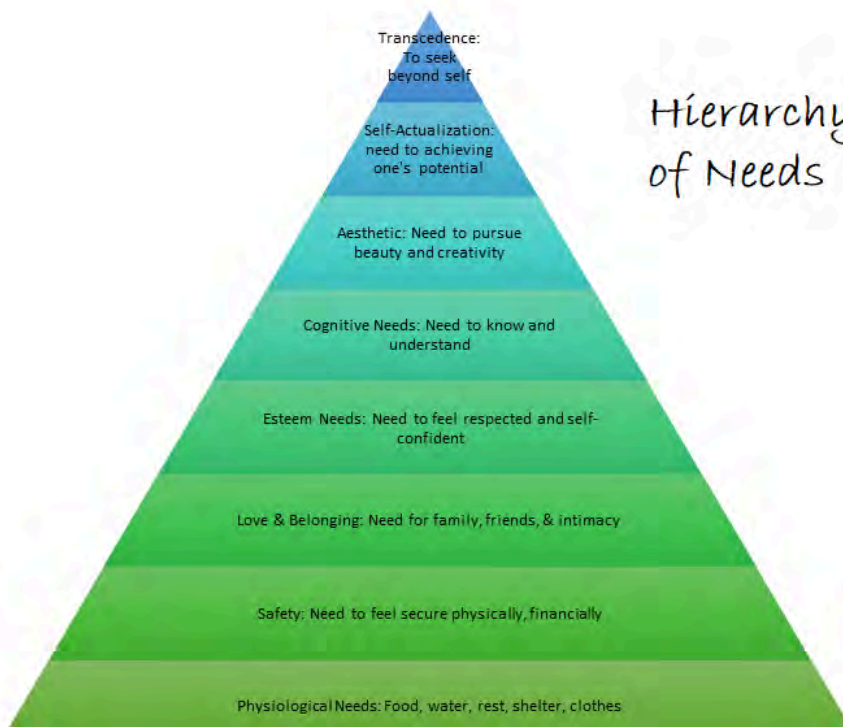 Transcedence:
To seek
beyond self
Hierarchy
of Needs
Self-Actualization:
need to achieving
one's potential
Aesthetic: Need to pursue
beauty and creativity
Cognitive Needs: Need to know and
understand
Esteem Needs: Need to feel respected and self-
confident
Love & Belonging: Need for family, friends, & intimacy
Safety: Need to feel secure physically, financially
Physiological Needs: Food, water, rest, shelter, clothes